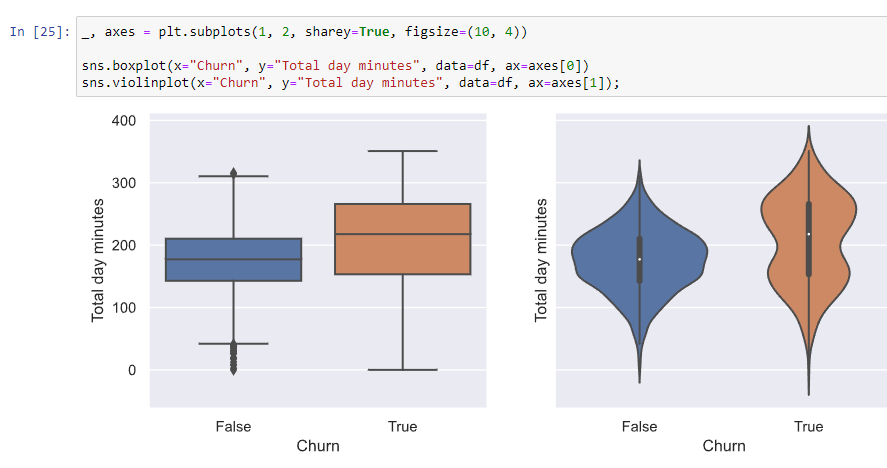 In [25]: _, axes = plt.subplots(1, 2, sharey=True, figsize=(10, 4))
sns.boxplot(x="Churn", y="Total day minutes", data=df, ax=axes[0])
sns.violinplot(x="Churn", y="Total day minutes", data=df, ax=axes[1]);
400
300
200
100
0
Total day minutes
False
True
Churn
Total day minutes
False
True
Churn